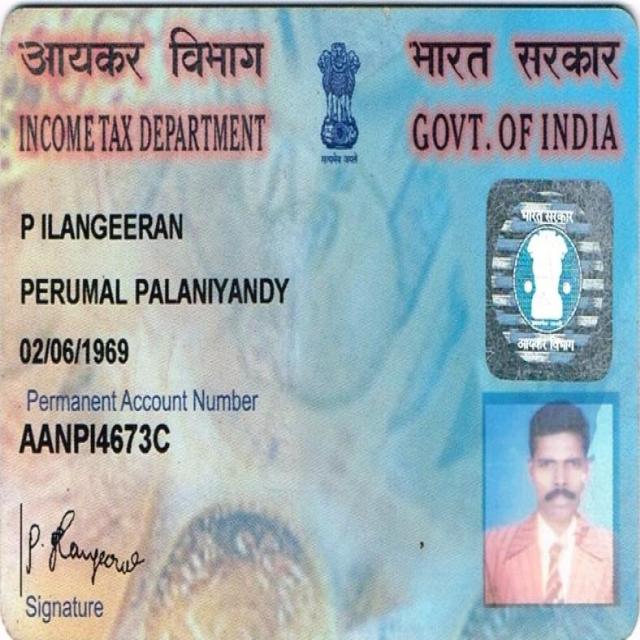 आयकर विभाग
भारत सरकार
INCOME TAX DEPARTMENT
GOVT. OF INDIA
सत्यमेव जयते
P ILANGEERAN
भारत सरकार
PERUMAL PALANIYANDY
02/06/1969
आयकर विभाग
Permanent Account Number
AANPI4673C
P. Ilangeeran
Signature